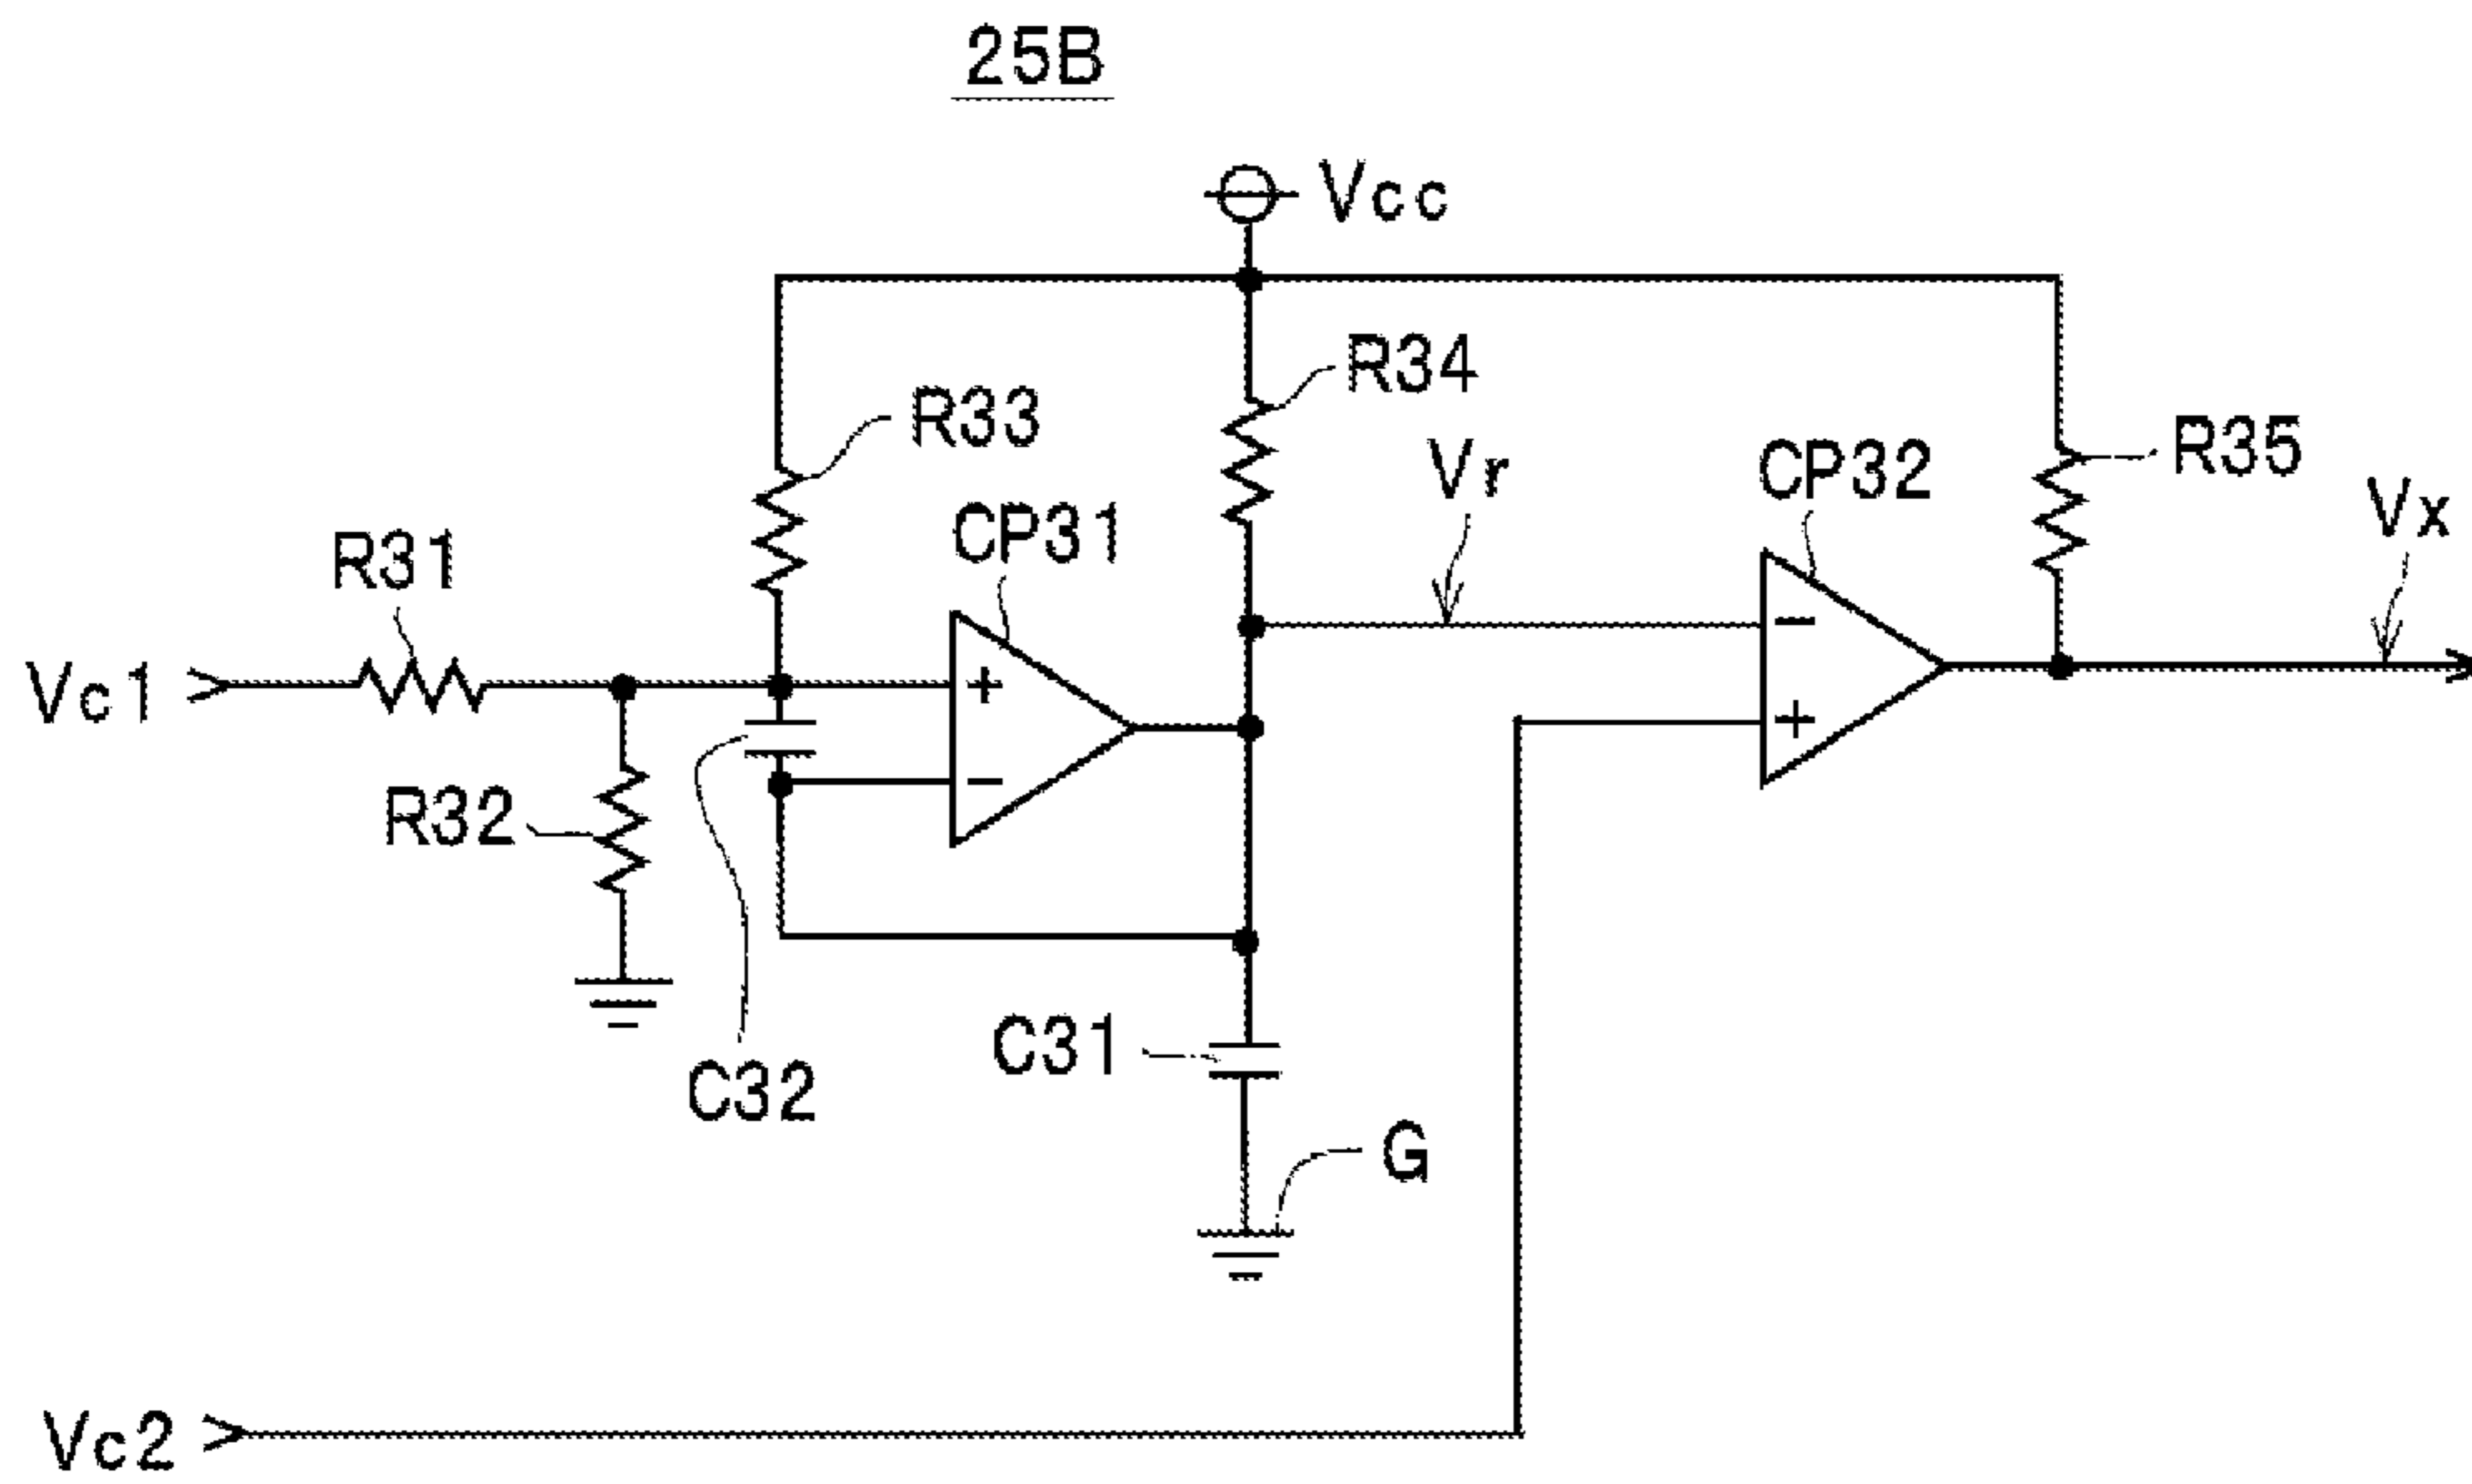 25B
Vcc
R34
R33
Vr
CP32
R35
CP31
Vx
R31
Vc1
+
−
−
+
R32
C31
C32
G
Vc2